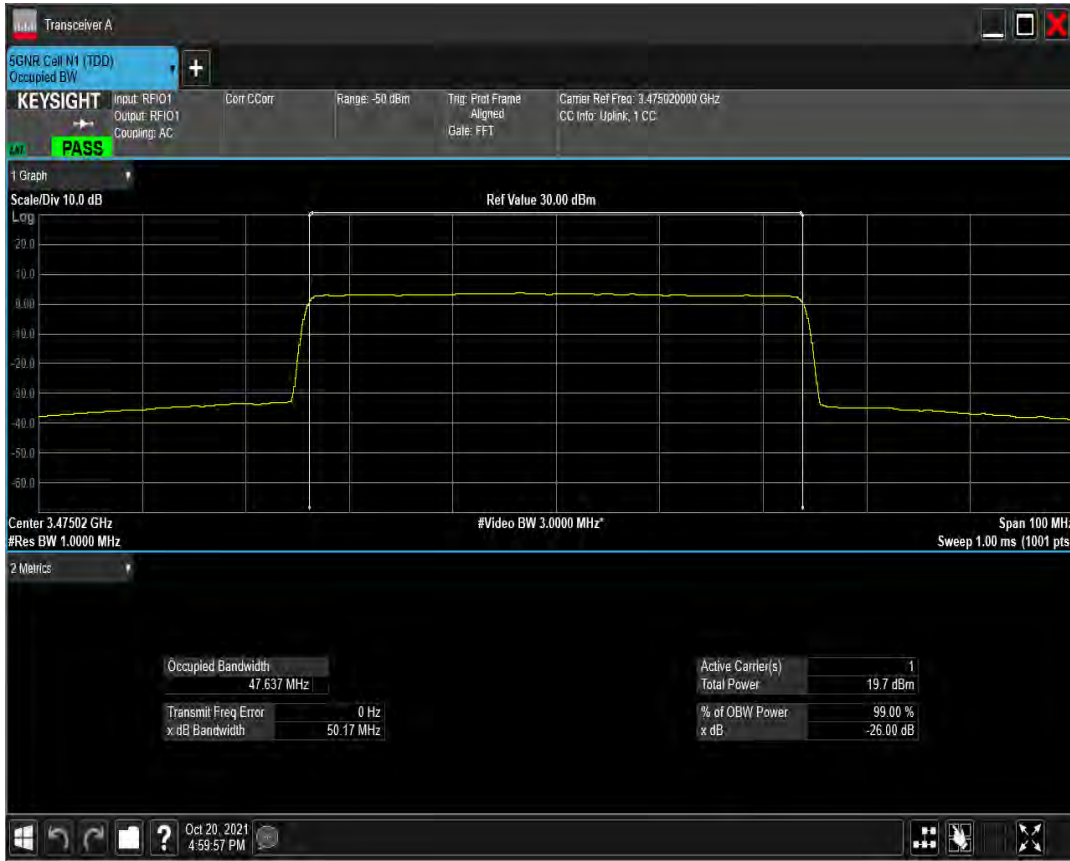 Transceiver A
5GNR Cell N1 (TDD)
Occupied BW
KEYSIGHT
Input: RFIO1
Output: RFIO1
Coupling: AC
Corr CCorr
Range: -50 dBm
Trig: Prot Frame
Aligned
Gate: FFT
Carrier Ref Freq: 3.475020000 GHz
CC Info: Uplink, 1 CC
PASS
1 Graph
Scale/Div 10.0 dB
Ref Value 30.00 dBm
Log
20.0
10.0
0.00
-10.0
-20.0
-30.0
-40.0
-50.0
-60.0
Center 3.47502 GHz
#Video BW 3.0000 MHz*
Span 100 MHz
#Res BW 1.0000 MHz
Sweep 1.00 ms (1001 pts
2 Metrics
Occupied Bandwidth
47.637 MHz
Transmit Freq Error 0 Hz
x dB Bandwidth 50.17 MHz
Active Carrier(s) 1
Total Power 19.7 dBm
% of OBW Power 99.00 %
x dB -26.00 dB
?
Oct 20, 2021
4:59:57 PM